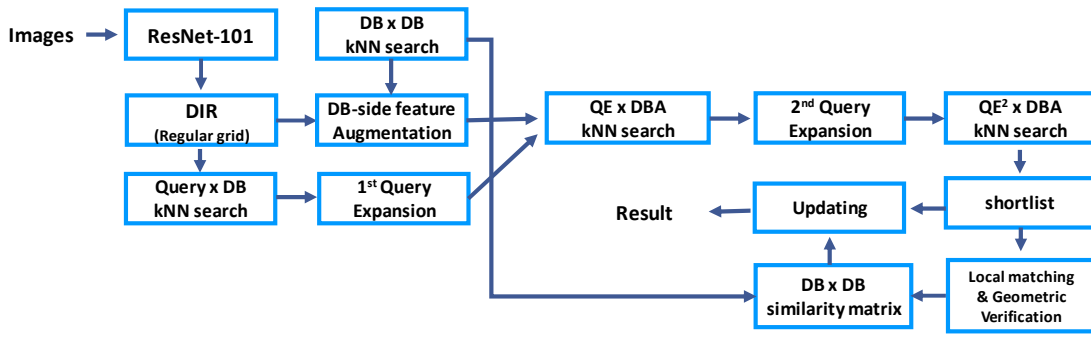 Images
ResNet-101
DB x DB
kNN search
DIR
(Regular grid)
DB-side feature
Augmentation
QE x DBA
kNN search
2nd Query
Expansion
QE2 x DBA
kNN search
Query x DB
kNN search
1st Query
Expansion
Result
Updating
shortlist
DB x DB
similarity matrix
Local matching
& Geometric
Verification